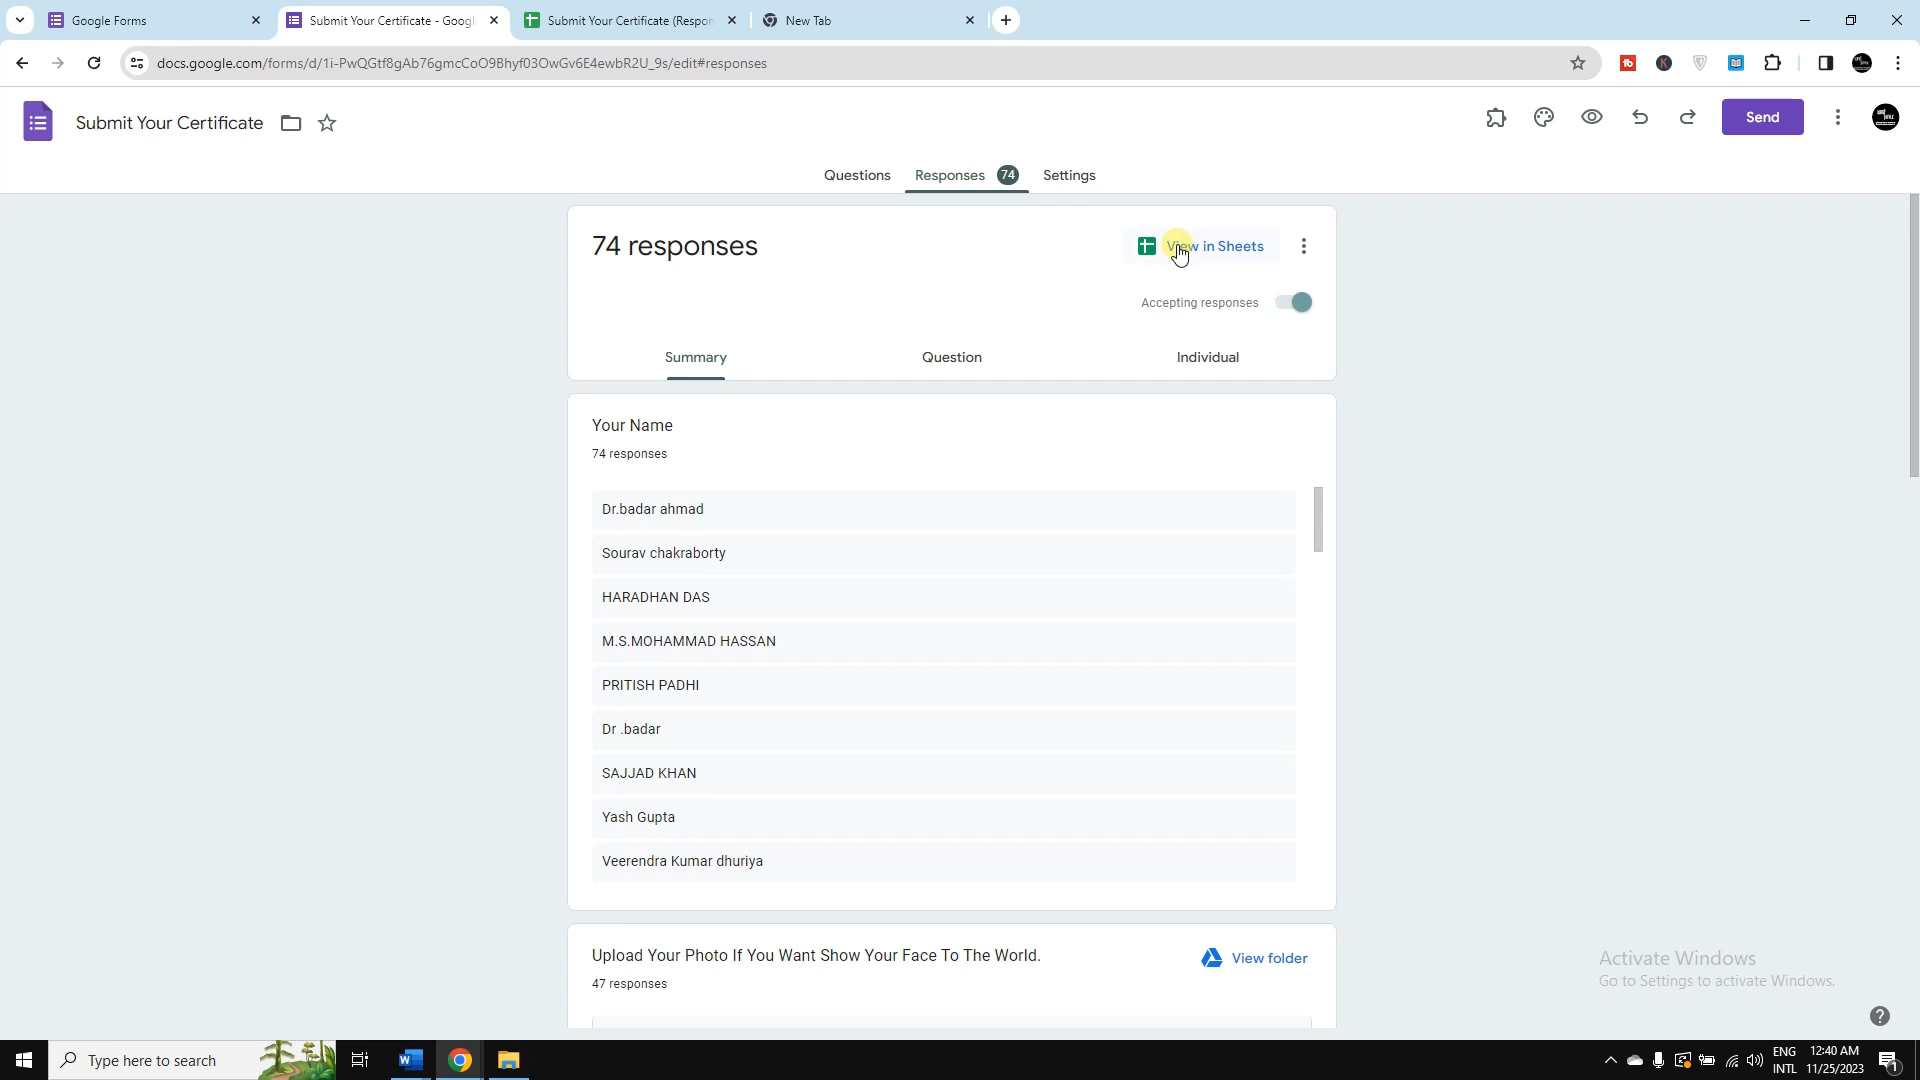 Google Forms
Submit Your Certificate - Googl
Submit Your Certificate (Respon
New Tab
docs.google.com/forms/d/1i-PwQGtf8gAb76gmcCoO9Bhyf03OwGv6E4ewbR2U_9s/edit#responses
Submit Your Certificate
Send
Questions
Responses 74
Settings
74 responses
View in Sheets
Accepting responses
Summary
Question
Individual
Your Name
74 responses
Dr.badar ahmad
Sourav chakraborty
HARADHAN DAS
M.S.MOHAMMAD HASSAN
PRITISH PADHI
Dr .badar
SAJJAD KHAN
Yash Gupta
Veerendra Kumar dhuriya
Upload Your Photo If You Want Show Your Face To The World.
View folder
47 responses
Activate Windows
Go to Settings to activate Windows.
Type here to search
ENG
INTL
12:40 AM
11/25/2023
1